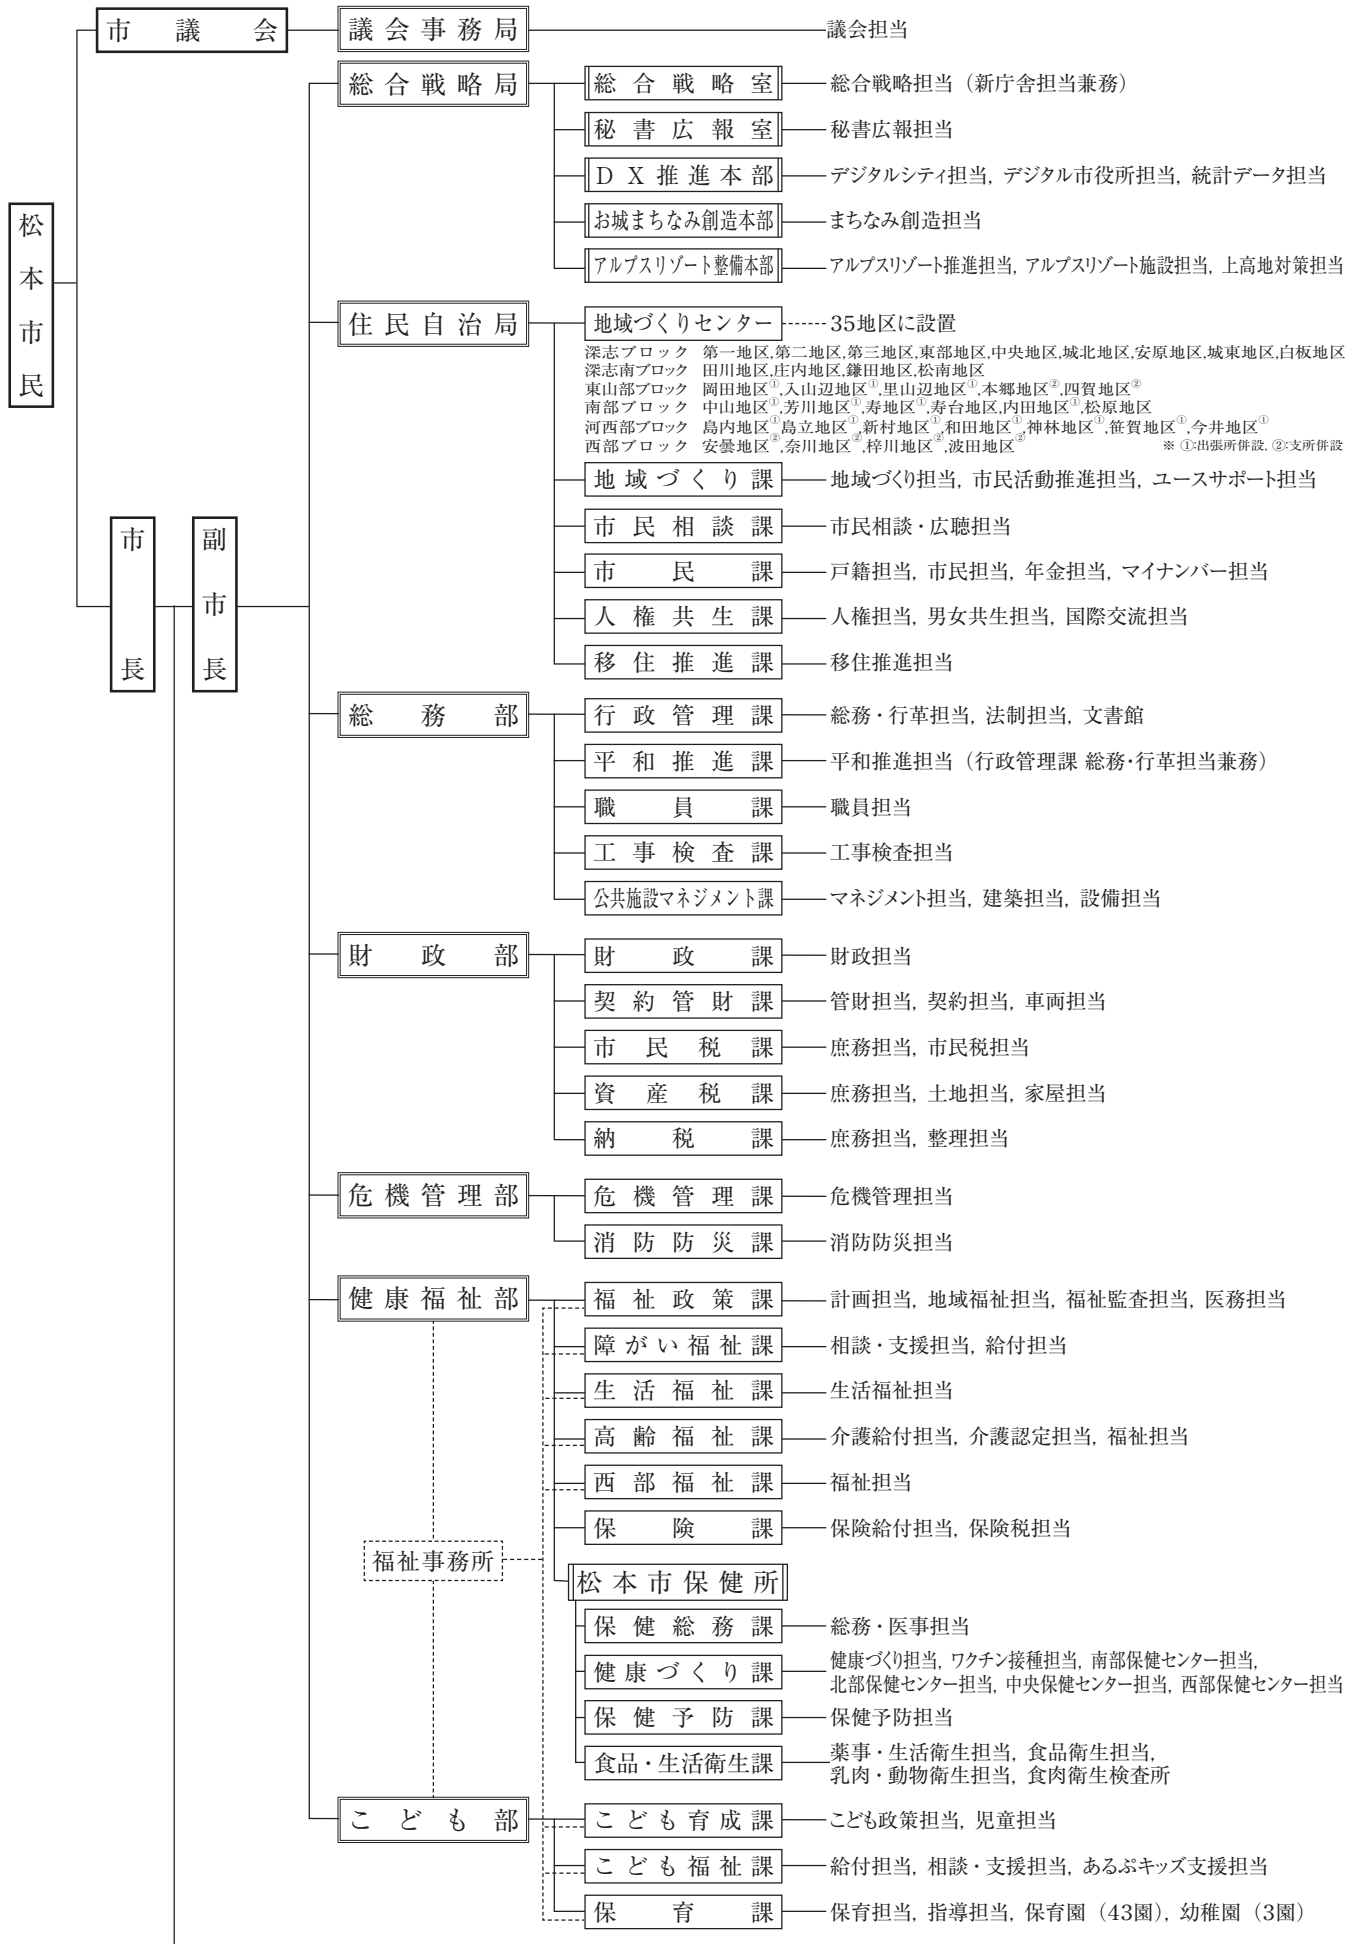 市議会 議会事務局 議会担当
総合戦略局 総合戦略室 総合戦略担当（新庁舎担当兼務）
秘書広報室 秘書広報担当
DX推進本部 デジタルシティ担当, デジタル市役所担当, 統計データ担当
お城まちなみ創造本部 まちなみ創造担当
アルプスリゾート整備本部 アルプスリゾート推進担当, アルプスリゾート施設担当, 上高地対策担当
松本市民
住民自治局 地域づくりセンター 35地区に設置
深志ブロック 第一地区,第二地区,第三地区,東部地区,中央地区,城北地区,安原地区,城東地区,白板地区
深志南ブロック 田川地区,庄内地区,鎌田地区,松南地区
東山部ブロック 岡田地区①,入山辺地区①,里山辺地区①,本郷地区②,四賀地区②
南部ブロック 中山地区①,芳川地区①,寿地区①,寿台地区,内田地区①,松原地区
河西部ブロック 島内地区①島立地区①,新村地区①,和田地区①,神林地区①,笹賀地区①,今井地区①
西部ブロック 安曇地区②,奈川地区②,梓川地区②,波田地区② ※ ①:出張所併設, ②:支所併設
地域づくり課 地域づくり担当, 市民活動推進担当, ユースサポート担当
市民相談課 市民相談・広聴担当
市民課 戸籍担当, 市民担当, 年金担当, マイナンバー担当
市長 副市長
人権共生課 人権担当, 男女共生担当, 国際交流担当
移住推進課 移住推進担当
総務部 行政管理課 総務・行革担当, 法制担当, 文書館
平和推進課 平和推進担当（行政管理課 総務・行革担当兼務）
職員課 職員担当
工事検査課 工事検査担当
公共施設マネジメント課 マネジメント担当, 建築担当, 設備担当
財政部 財政課 財政担当
契約管財課 管財担当, 契約担当, 車両担当
市民税課 庶務担当, 市民税担当
資産税課 庶務担当, 土地担当, 家屋担当
納税課 庶務担当, 整理担当
危機管理部 危機管理課 危機管理担当
消防防災課 消防防災担当
健康福祉部 福祉政策課 計画担当, 地域福祉担当, 福祉監査担当, 医務担当
障がい福祉課 相談・支援担当, 給付担当
生活福祉課 生活福祉担当
高齢福祉課 介護給付担当, 介護認定担当, 福祉担当
西部福祉課 福祉担当
保険課 保険給付担当, 保険税担当
福祉事務所
松本市保健所
保健総務課 総務・医事担当
健康づくり課 健康づくり担当, ワクチン接種担当, 南部保健センター担当,
北部保健センター担当, 中央保健センター担当, 西部保健センター担当
保健予防課 保健予防担当
食品・生活衛生課 薬事・生活衛生担当, 食品衛生担当,
乳肉・動物衛生担当, 食肉衛生検査所
こども部 こども育成課 こども政策担当, 児童担当
こども福祉課 給付担当, 相談・支援担当, あるぷキッズ支援担当
保育課 保育担当, 指導担当, 保育園（43園）, 幼稚園（3園）